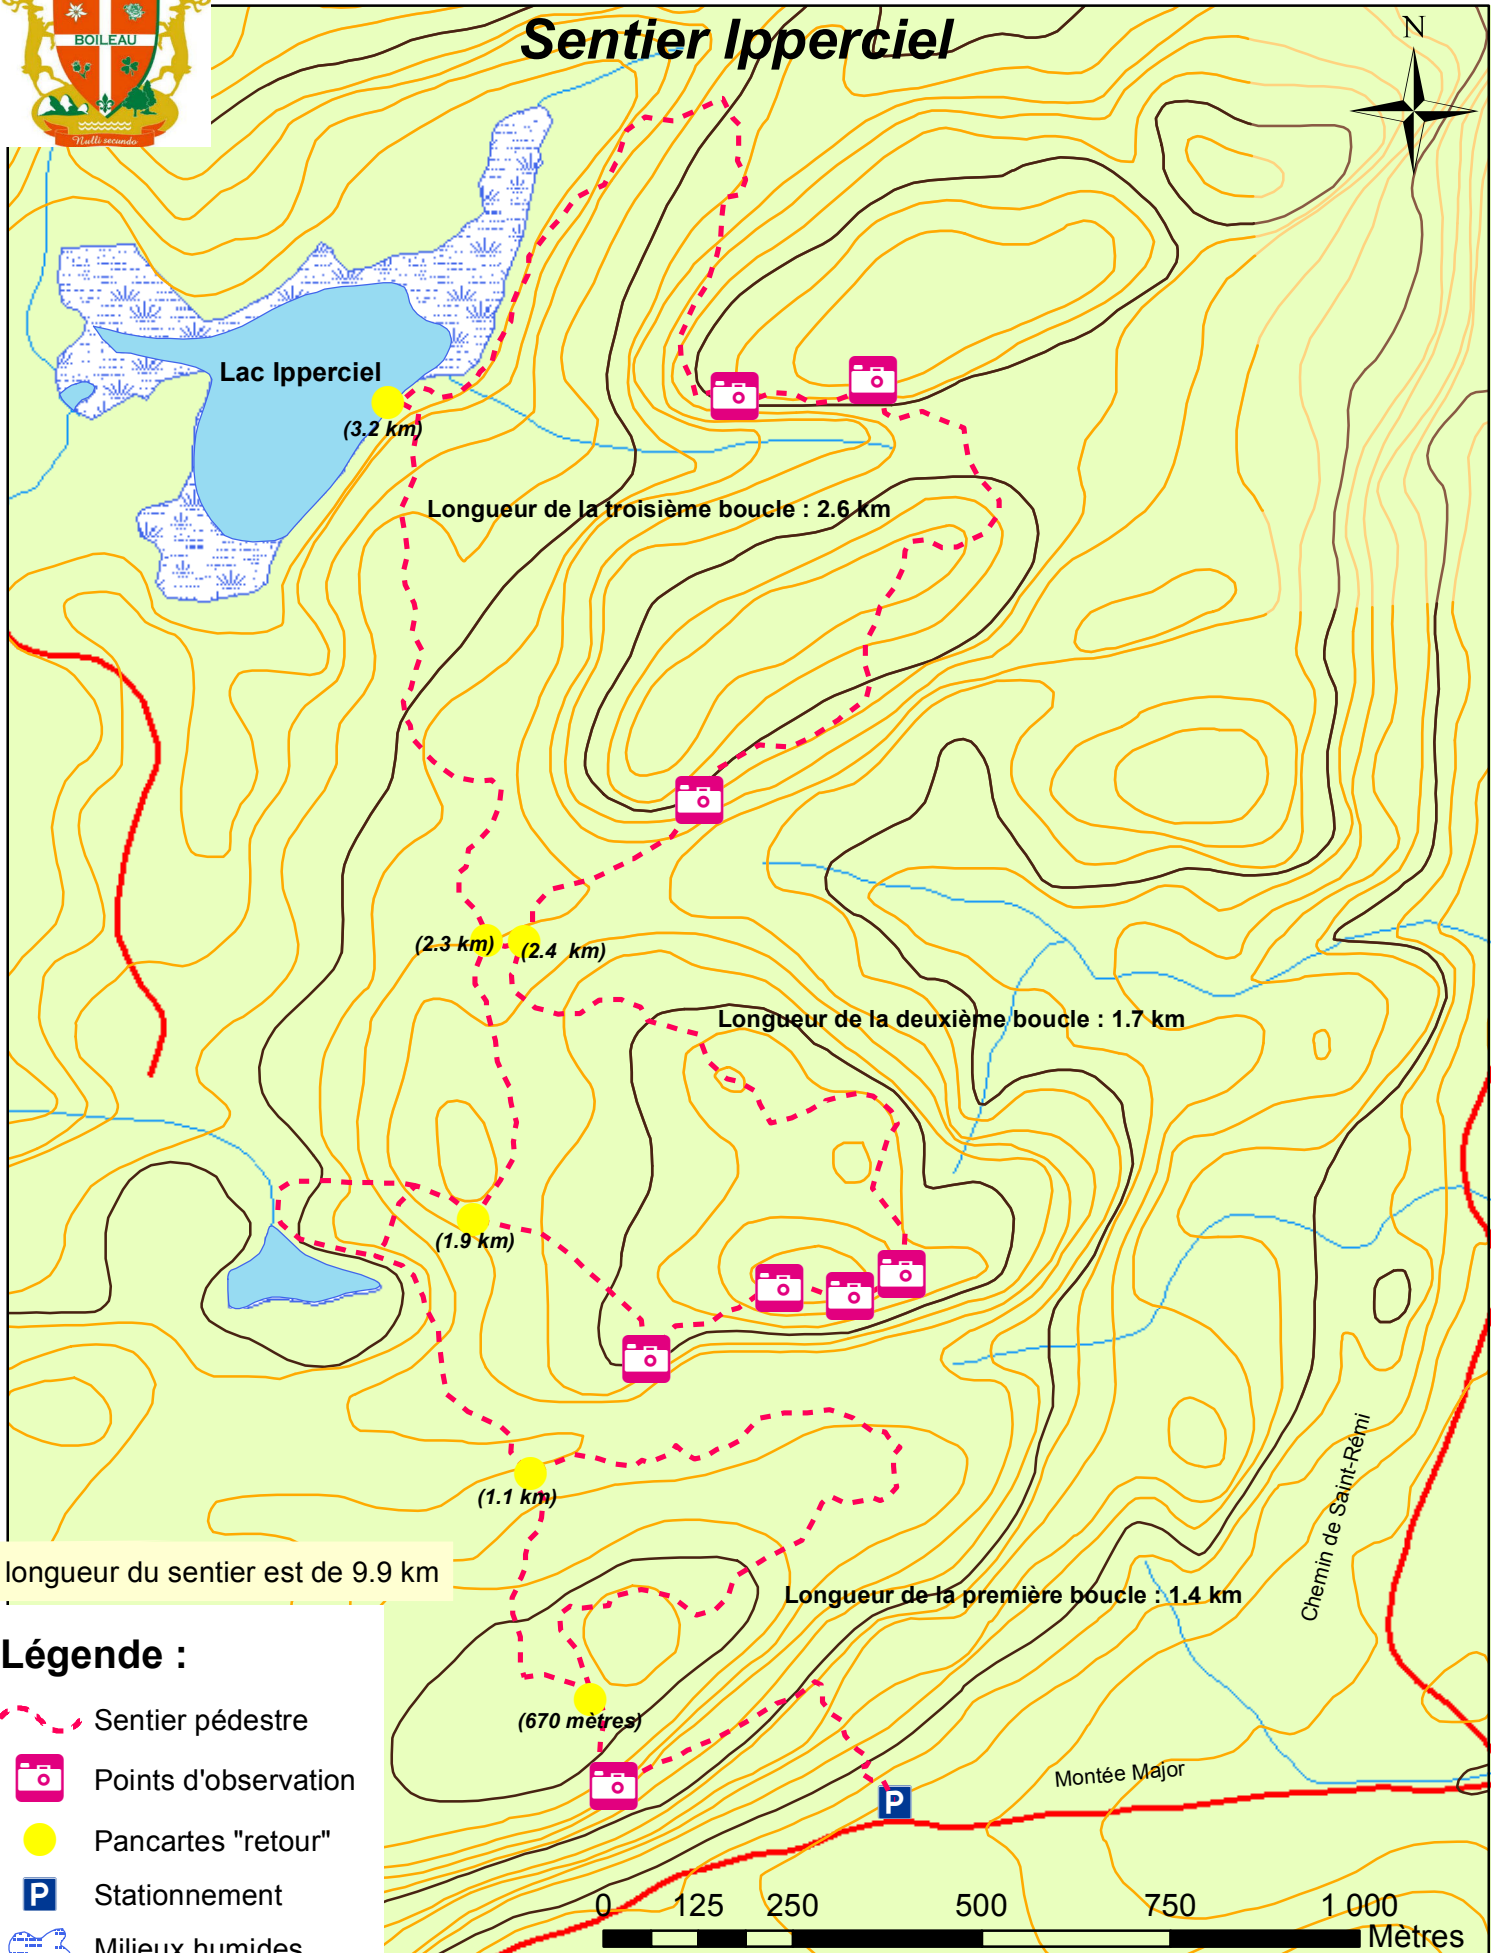 BOILEAU
Nulli secundo
Sentier Ipperciel
N
Lac Ipperciel
(3.2 km)
Longueur de la troisième boucle : 2.6 km
(2.3 km)
(2.4 km)
Longueur de la deuxième boucle : 1.7 km
(1.9 km)
(1.1 km)
longueur du sentier est de 9.9 km
Longueur de la première boucle : 1.4 km
Chemin de Saint-Rémi
(670 mètres)
Montée Major
P
Légende :
Sentier pédestre
Points d'observation
Pancartes "retour"
P Stationnement
Milieux humides
0 125 250 500 750 1 000
Mètres